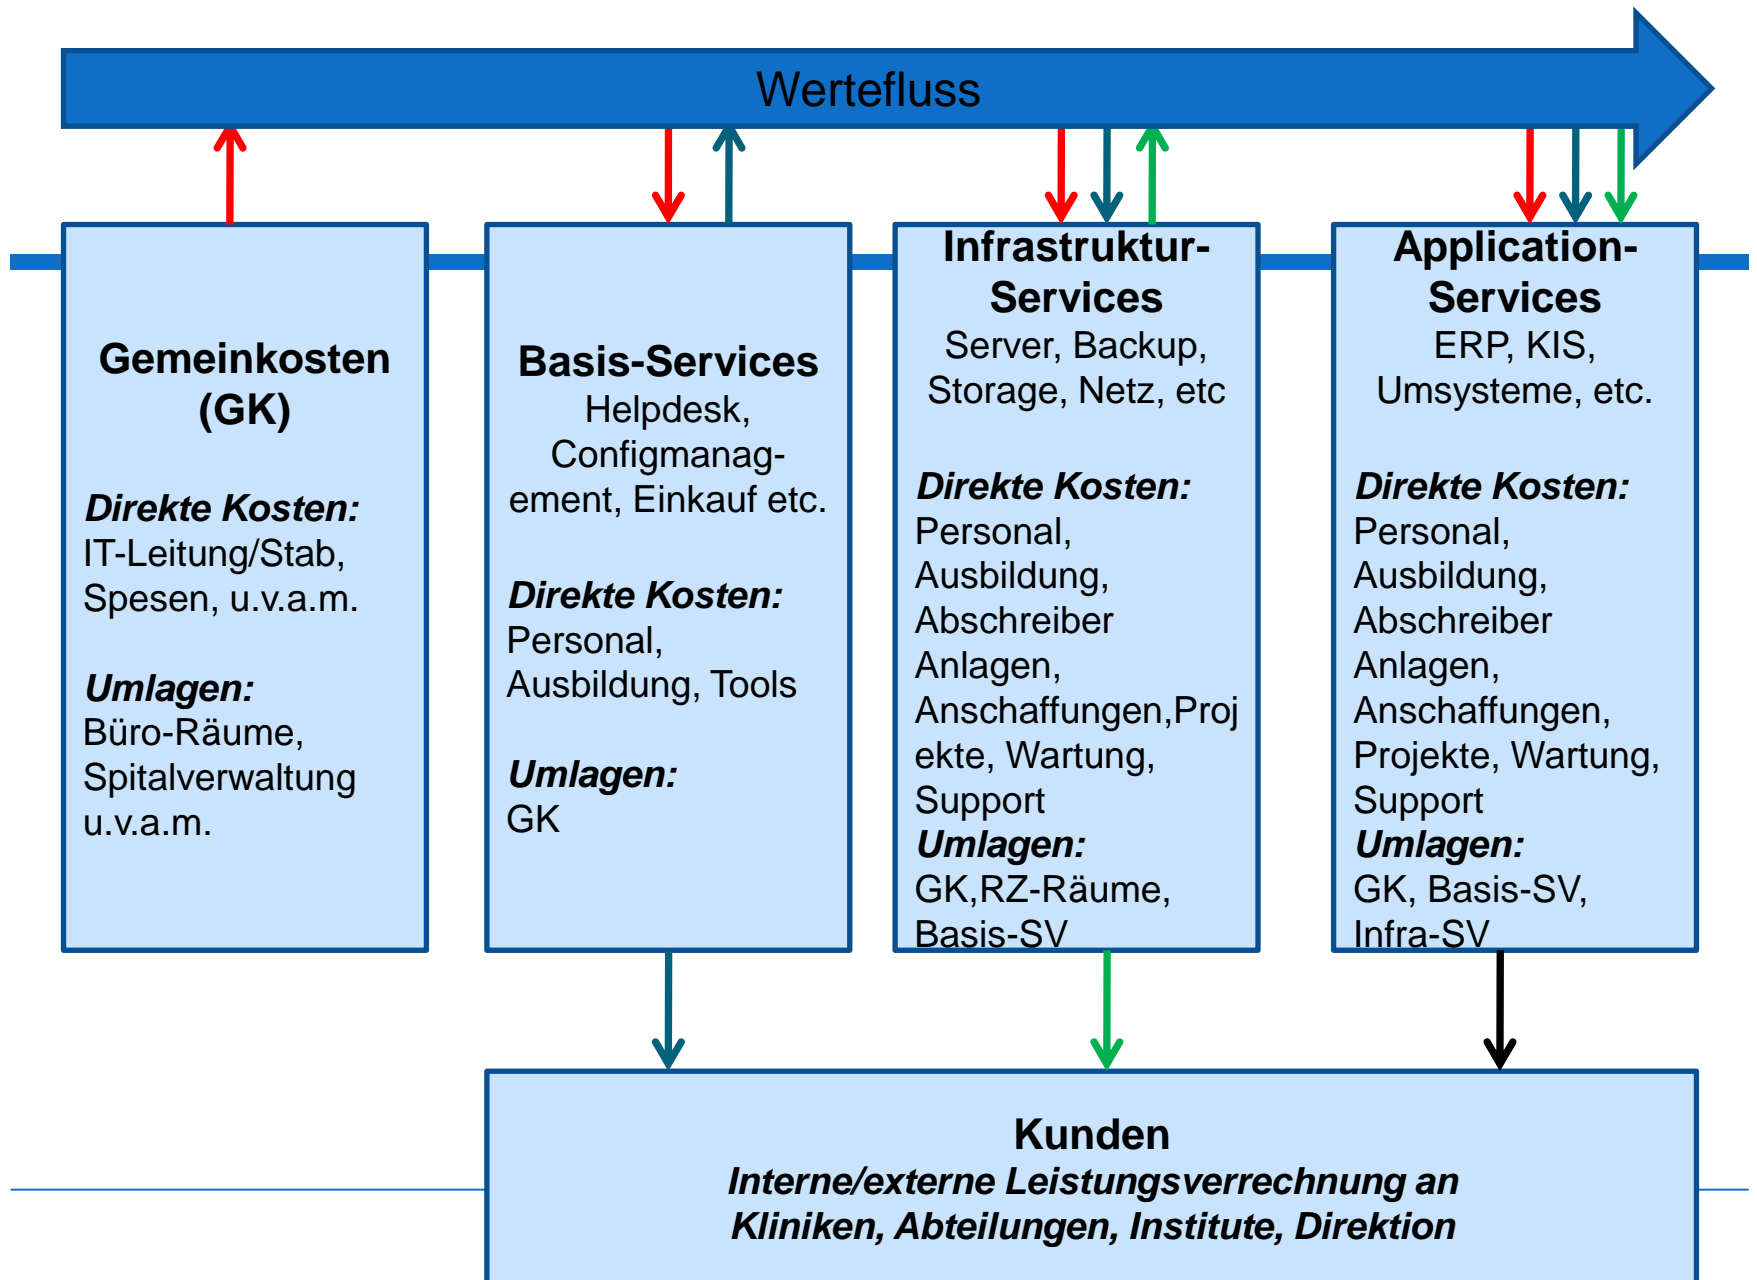 Wertefluss
Gemeinkosten
(GK)
Direkte Kosten:
IT-Leitung/Stab,
Spesen, u.v.a.m.
Umlagen:
Büro-Räume,
Spitalverwaltung
u.v.a.m.
Basis-Services
Helpdesk,
Configmanag-
ement, Einkauf etc.
Direkte Kosten:
Personal,
Ausbildung, Tools
Umlagen:
GK
Infrastruktur-
Services
Server, Backup,
Storage, Netz, etc
Direkte Kosten:
Personal,
Ausbildung,
Abschreiber
Anlagen,
Anschaffungen,Proj
ekte, Wartung,
Support
Umlagen:
GK,RZ-Räume,
Basis-SV
Application-
Services
ERP, KIS,
Umsysteme, etc.
Direkte Kosten:
Personal,
Ausbildung,
Abschreiber
Anlagen,
Anschaffungen,
Projekte, Wartung,
Support
Umlagen:
GK, Basis-SV,
Infra-SV
Kunden
Interne/externe Leistungsverrechnung an
Kliniken, Abteilungen, Institute, Direktion